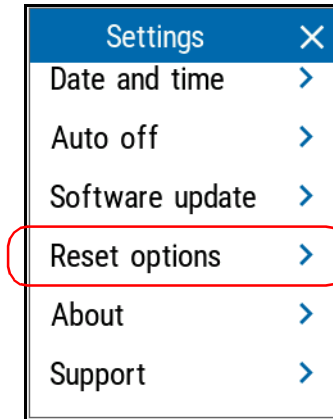 Settings
Date and time
Auto off
Software update
Reset options
About
Support